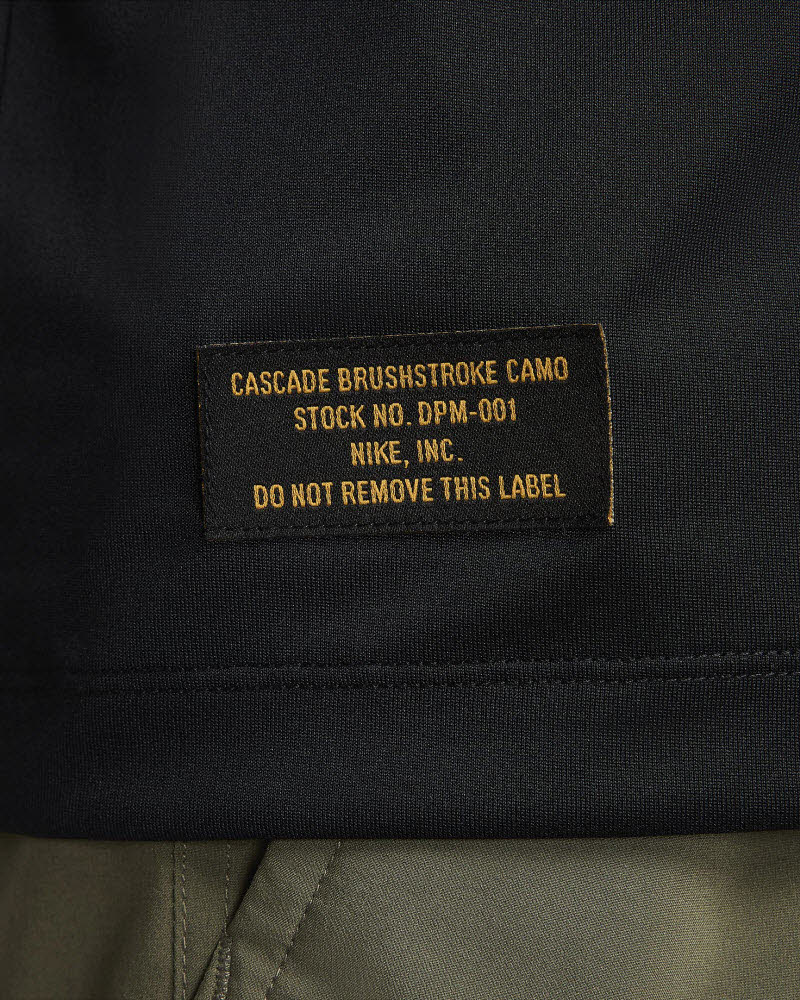 CASCADE BRUSHSTROKE CAMO
STOCK NO. DPM-001
NIKE, INC.
DO NOT REMOVE THIS LABEL